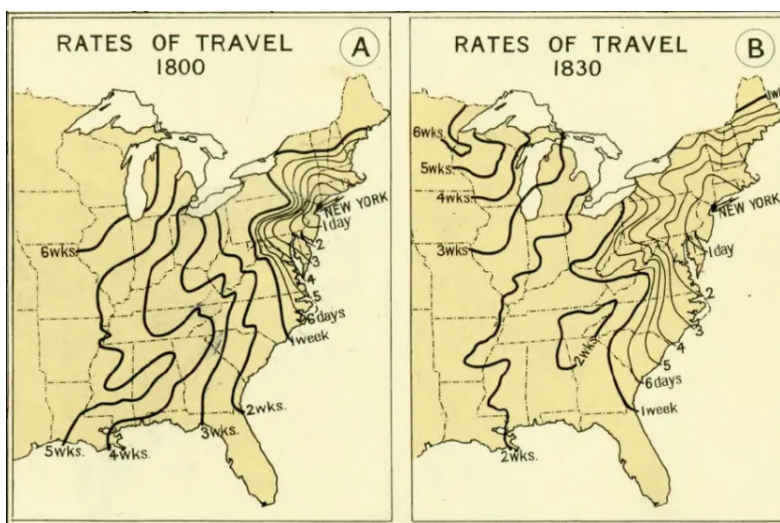 RATES OF TRAVEL
1800
A
NEW YORK
1day
2
3
4
5
6days
1week
2wks.
3wks.
4wks.
5wks.
6wks.
RATES OF TRAVEL
1830
B
1wk
6wks.
5wks.
4wks.
3wks.
NEW YORK
1day
2
3
4
5
6days
1week
2wks.
2wks.